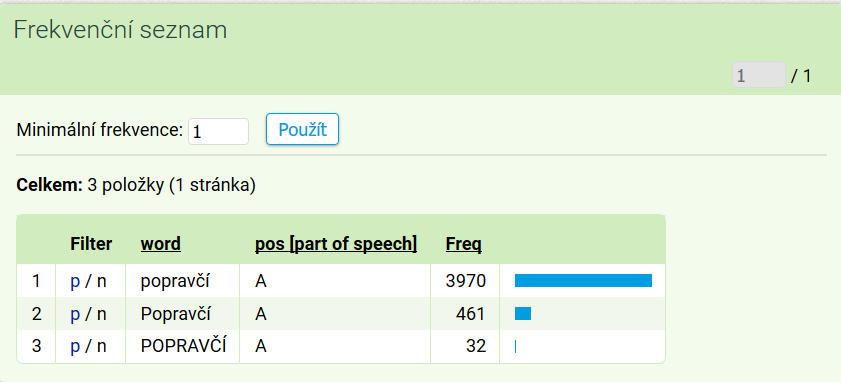 Frekvenční seznam
1 / 1
Minimální frekvence: 1 Použít
Celkem: 3 položky (1 stránka)
Filter word pos [part of speech] Freq
1 p / n popravčí A 3970
2 p / n Popravčí A 461
3 p / n POPRAVČÍ A 32